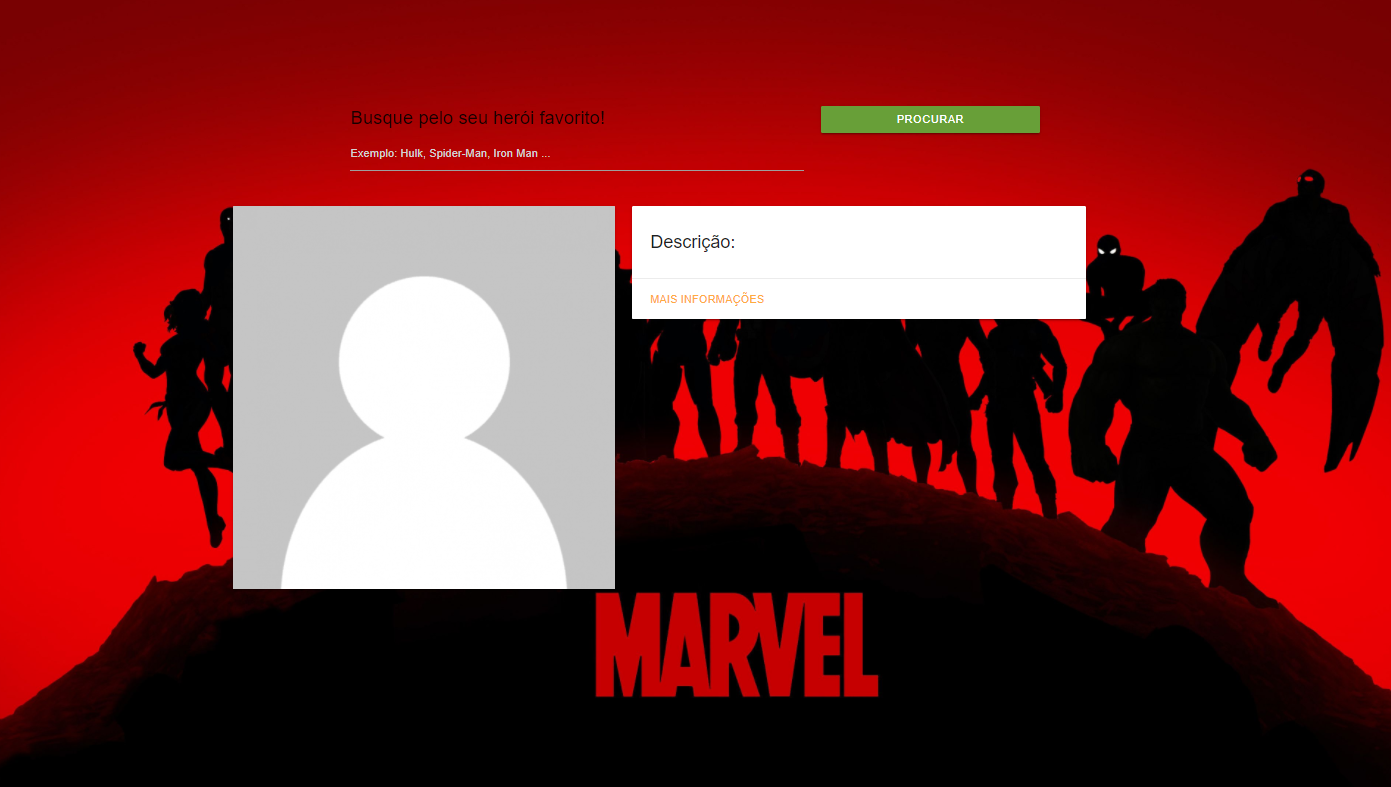 Busque pelo seu herói favorito!
PROCURAR
Exemplo: Hulk, Spider-Man, Iron Man ...
Descrição:
MAIS INFORMAÇÕES
MARVEL